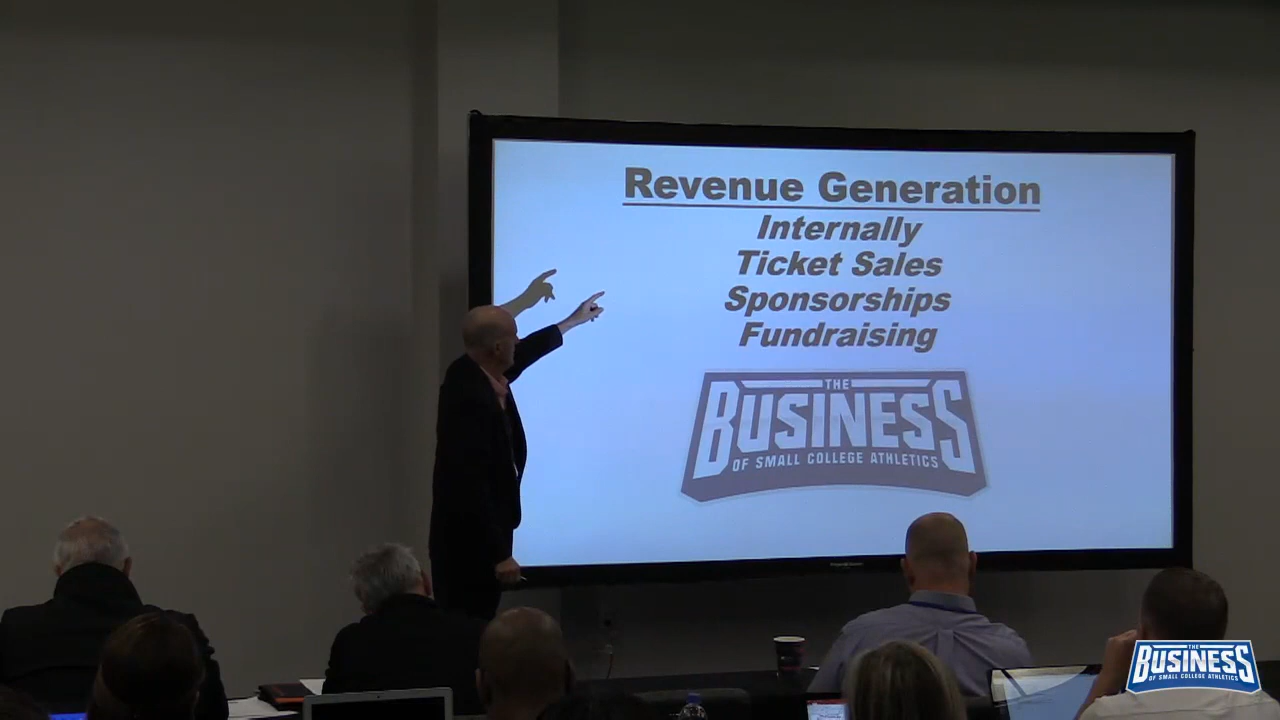 Revenue Generation
Internally
Ticket Sales
Sponsorships
Fundraising
THE
BUSINESS
OF SMALL COLLEGE ATHLETICS
THE
BUSINESS
OF SMALL COLLEGE ATHLETICS